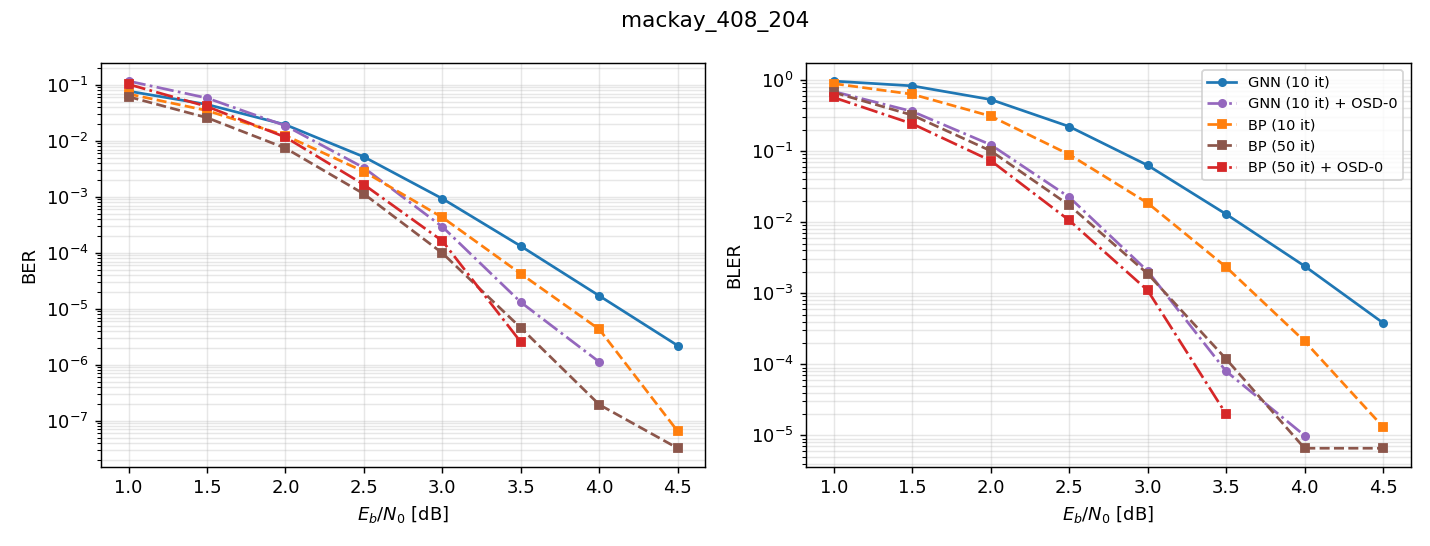 mackay_408_204
BER
10⁻¹
10⁻²
10⁻³
10⁻⁴
10⁻⁵
10⁻⁶
10⁻⁷
1.0 1.5 2.0 2.5 3.0 3.5 4.0 4.5
E_b/N_0 [dB]
BLER
10⁰
10⁻¹
10⁻²
10⁻³
10⁻⁴
10⁻⁵
GNN (10 it)
GNN (10 it) + OSD-0
BP (10 it)
BP (50 it)
BP (50 it) + OSD-0
1.0 1.5 2.0 2.5 3.0 3.5 4.0 4.5
E_b/N_0 [dB]